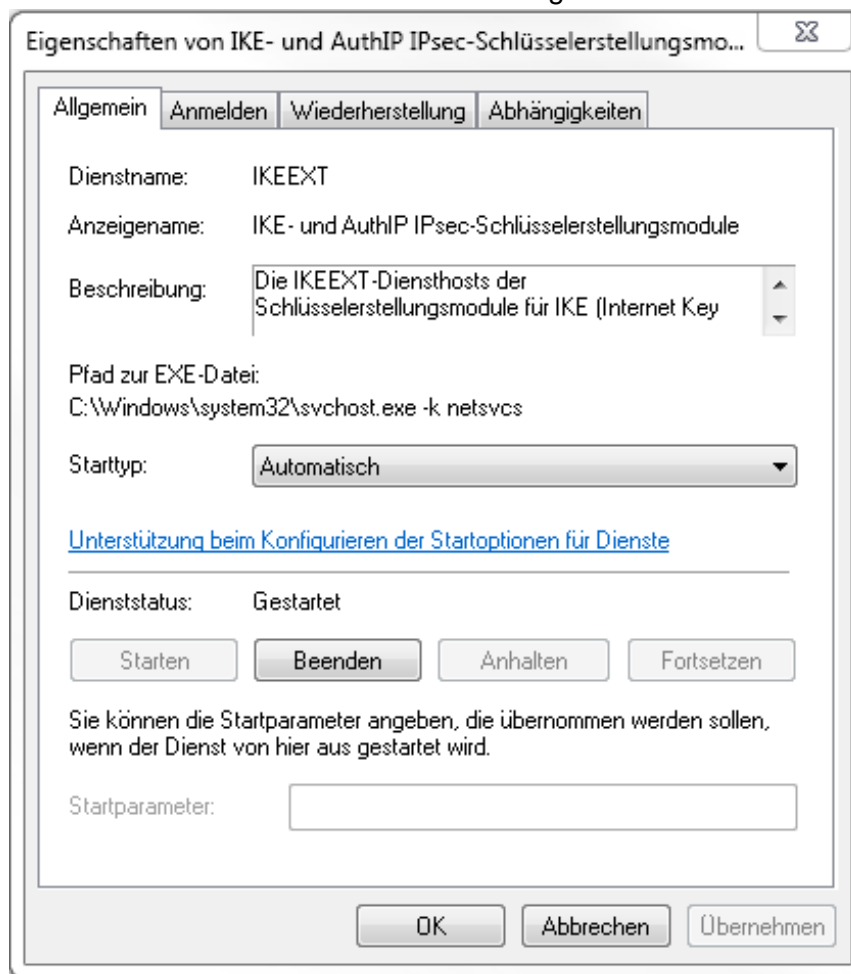 Eigenschaften von IKE- und AuthIP IPsec-Schlüsselerstellungsmo...
Allgemein Anmelden Wiederherstellung Abhängigkeiten
Dienstname: IKEEXT
Anzeigename: IKE- und AuthIP IPsec-Schlüsselerstellungsmodule
Beschreibung: Die IKEEXT-Diensthosts der
Schlüsselerstellungsmodule für IKE (Internet Key
Pfad zur EXE-Datei:
C:\Windows\system32\svchost.exe -k netsvcs
Starttyp: Automatisch
Unterstützung beim Konfigurieren der Startoptionen für Dienste
Dienststatus: Gestartet
Starten Beenden Anhalten Fortsetzen
Sie können die Startparameter angeben, die übernommen werden sollen,
wenn der Dienst von hier aus gestartet wird.
Startparameter:
OK Abbrechen Übernehmen